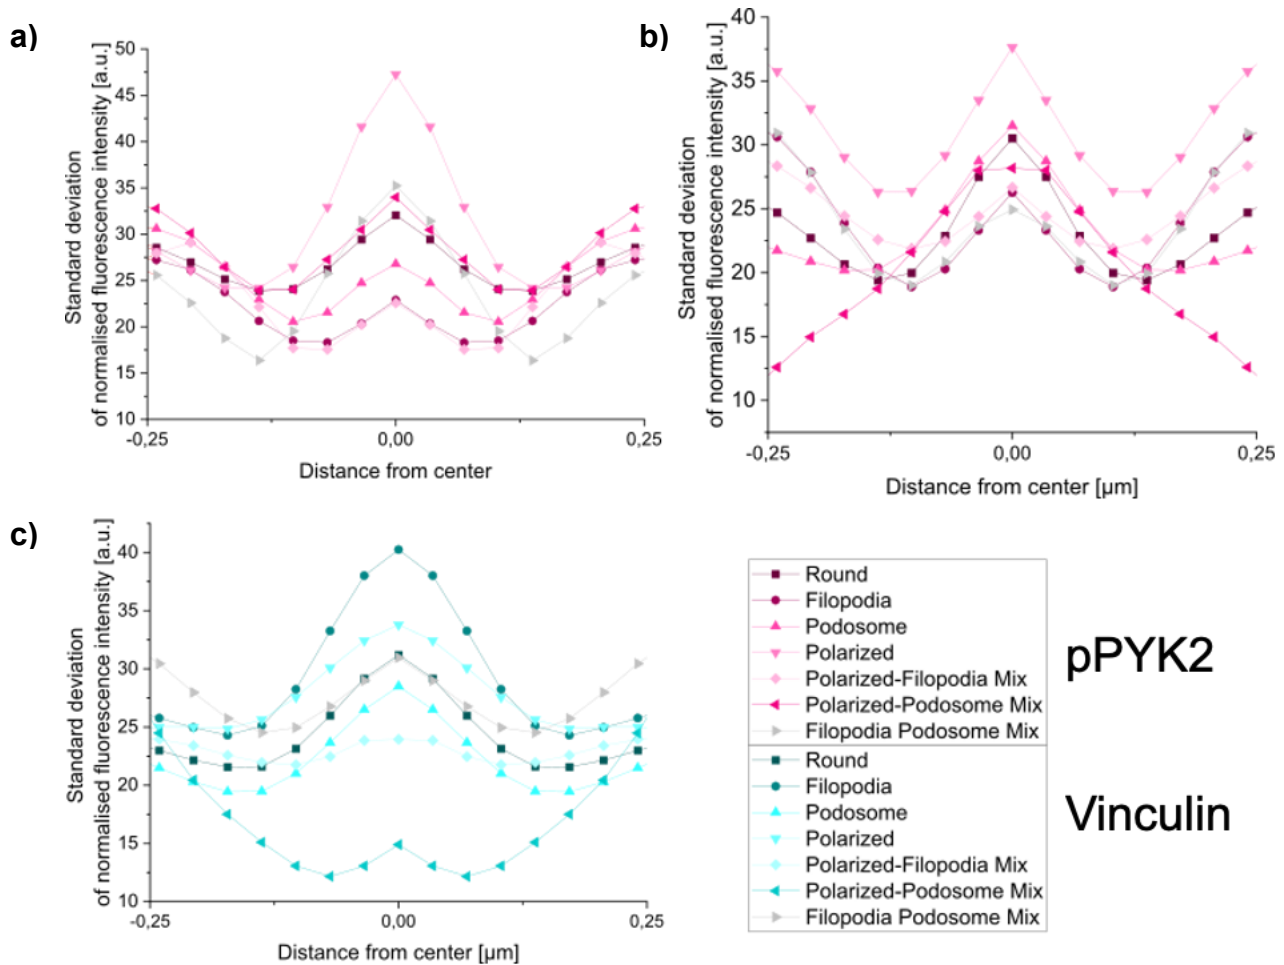 a)
Standard deviation
of normalised fluorescence intensity [a.u.]
50
45
40
35
30
25
20
15
10
-0,25
0,00
0,25
Distance from center
b)
Standard deviation
of normalised fluorescence intensity [a.u.]
40
35
30
25
20
15
10
-0,25
0,00
0,25
Distance from center [µm]
c)
Standard deviation
of normalised fluorescence intensity [a.u.]
40
35
30
25
20
15
10
-0,25
0,00
0,25
Distance from center [µm]
Round
Filopodia
Podosome
Polarized
Polarized-Filopodia Mix
Polarized-Podosome Mix
Filopodia Podosome Mix
pPYK2
Round
Filopodia
Podosome
Polarized
Polarized-Filopodia Mix
Polarized-Podosome Mix
Filopodia Podosome Mix
Vinculin